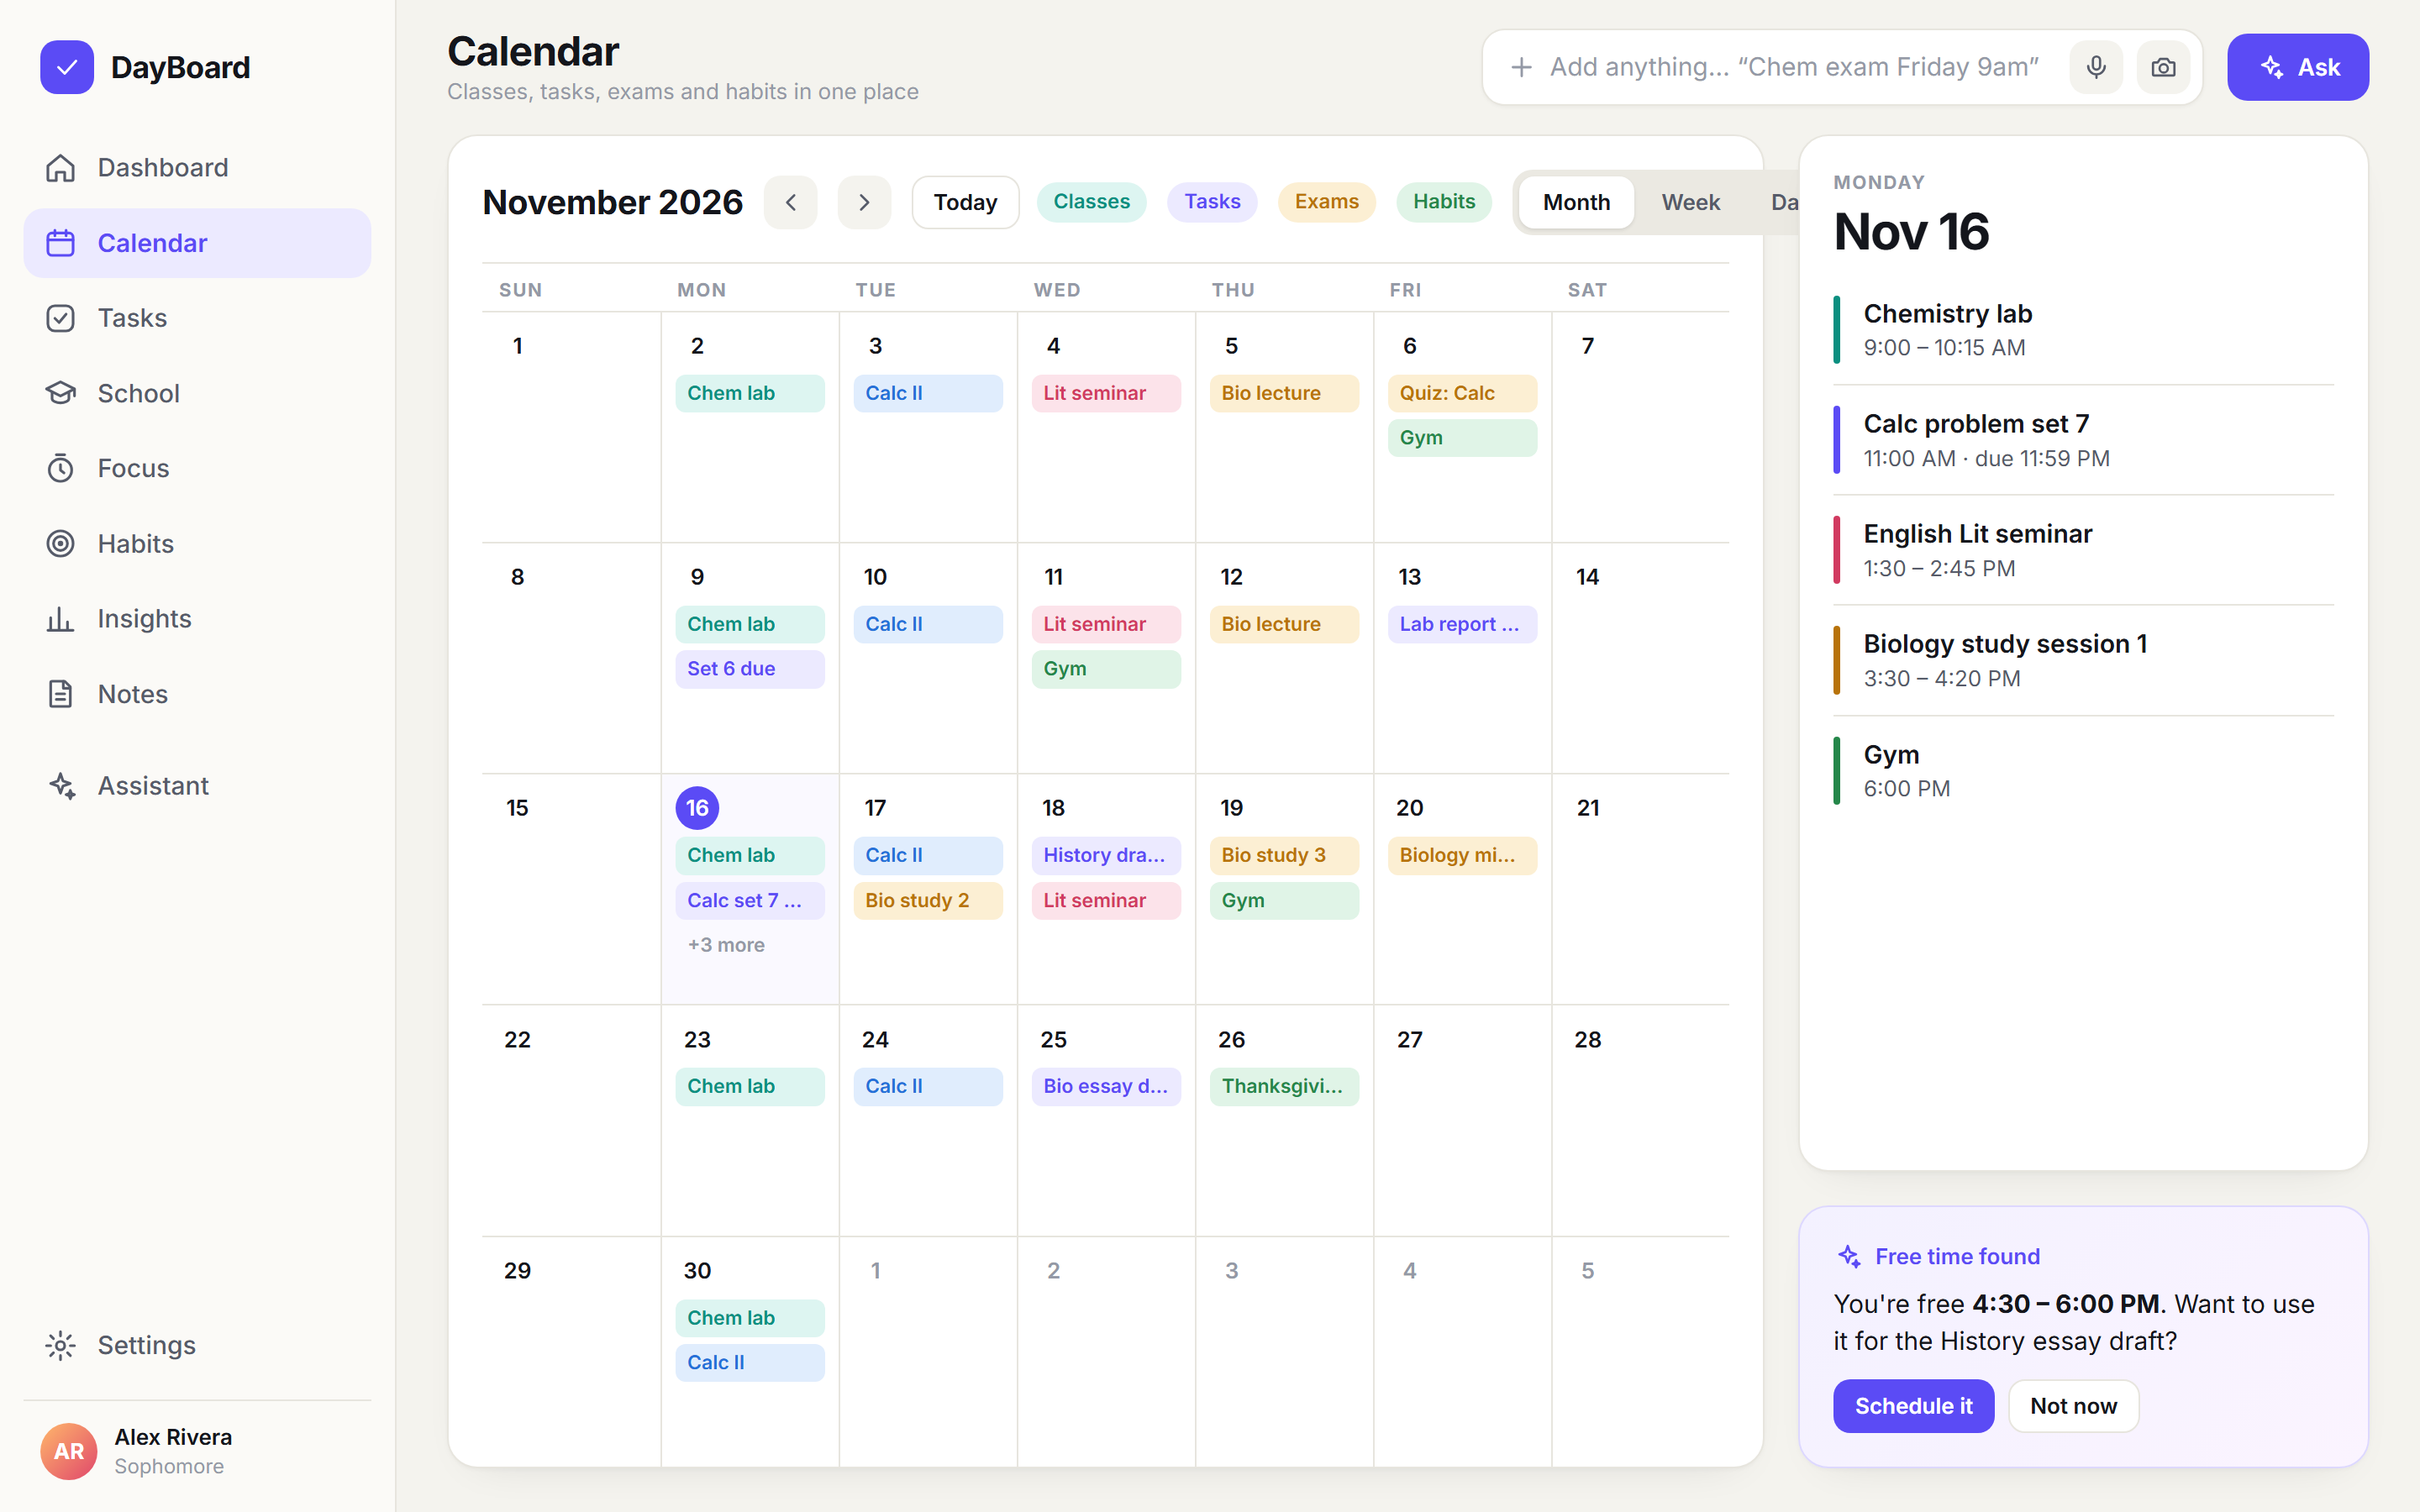 DayBoard
Dashboard
Calendar
Tasks
School
Focus
Habits
Insights
Notes
Assistant
Settings
AR
Alex Rivera
Sophomore
Calendar
Classes, tasks, exams and habits in one place
Add anything... “Chem exam Friday 9am”
Ask
November 2026
Today
Classes
Tasks
Exams
Habits
Month
Week
Da
SUN MON TUE WED THU FRI SAT
1 2 3 4 5 6 7
Chem lab Calc II Lit seminar Bio lecture Quiz: Calc
Gym
8 9 10 11 12 13 14
Chem lab Calc II Lit seminar Bio lecture Lab report ...
Set 6 due Gym
15 16 17 18 19 20 21
Chem lab Calc II History dra... Bio study 3 Biology mi...
Calc set 7 ... Bio study 2 Lit seminar Gym
+3 more
22 23 24 25 26 27 28
Chem lab Calc II Bio essay d... Thanksgivi...
29 30 1 2 3 4 5
Chem lab
Calc II
MONDAY
Nov 16
Chemistry lab
9:00 – 10:15 AM
Calc problem set 7
11:00 AM · due 11:59 PM
English Lit seminar
1:30 – 2:45 PM
Biology study session 1
3:30 – 4:20 PM
Gym
6:00 PM
Free time found
You're free 4:30 – 6:00 PM. Want to use
it for the History essay draft?
Schedule it
Not now